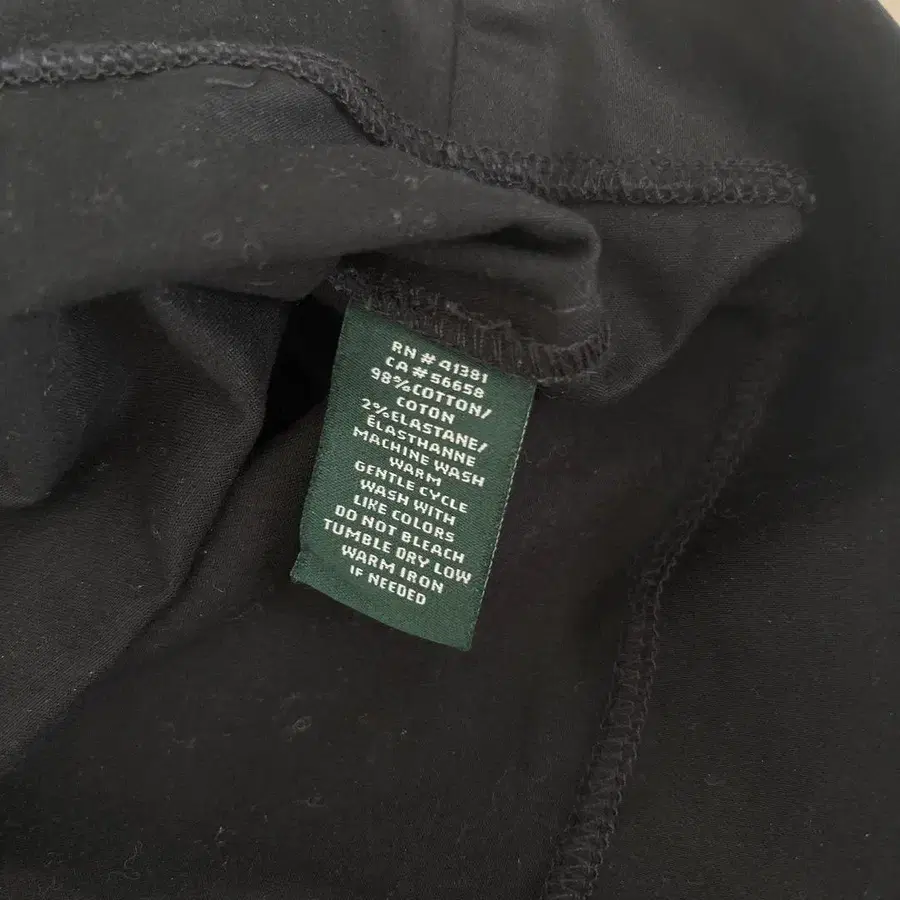 RN # 41381
CA # 56658
98% COTTON/
COTON
2% ELASTANE/
ÉLASTHANNE
MACHINE WASH
WARM
GENTLE CYCLE
WASH WITH
LIKE COLORS
DO NOT BLEACH
TUMBLE DRY LOW
WARM IRON
IF NEEDED